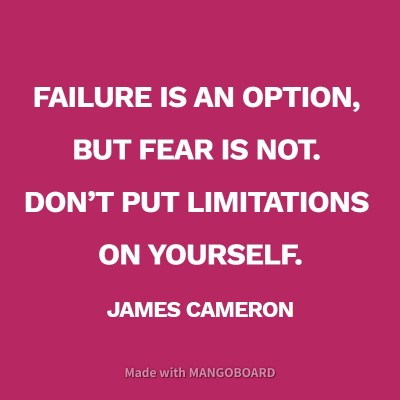 FAILURE IS AN OPTION,
BUT FEAR IS NOT.
DON’T PUT LIMITATIONS
ON YOURSELF.
JAMES CAMERON
Made with MANGOBOARD